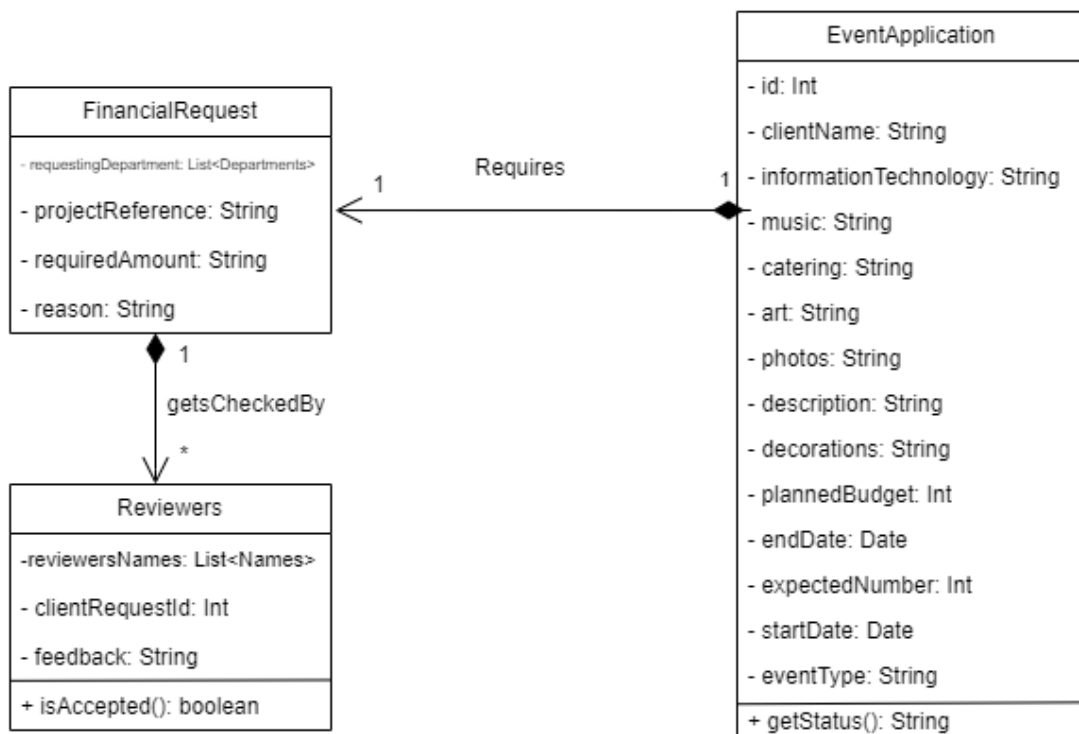 FinancialRequest
- requestingDepartment: List<Departments>
- projectReference: String
- requiredAmount: String
- reason: String
1
getsCheckedBy
*
Reviewers
-reviewersNames: List<Names>
- clientRequestId: Int
- feedback: String
+ isAccepted(): boolean
Requires
1
1
EventApplication
- id: Int
- clientName: String
- informationTechnology: String
- music: String
- catering: String
- art: String
- photos: String
- description: String
- decorations: String
- plannedBudget: Int
- endDate: Date
- expectedNumber: Int
- startDate: Date
- eventType: String
+ getStatus(): String